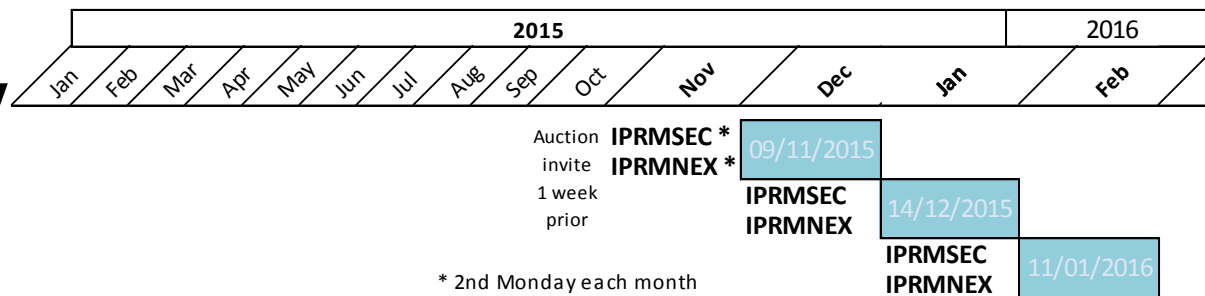 2015 2016
Jan Feb Mar Apr May Jun Jul Aug Sep Oct Nov Dec Jan Feb
Auction IPRMSEC * 09/11/2015
invite IPRMNEX *
1 week IPRMSEC 14/12/2015
prior IPRMNEX
IPRMSEC 11/01/2016
* 2nd Monday each month IPRMNEX